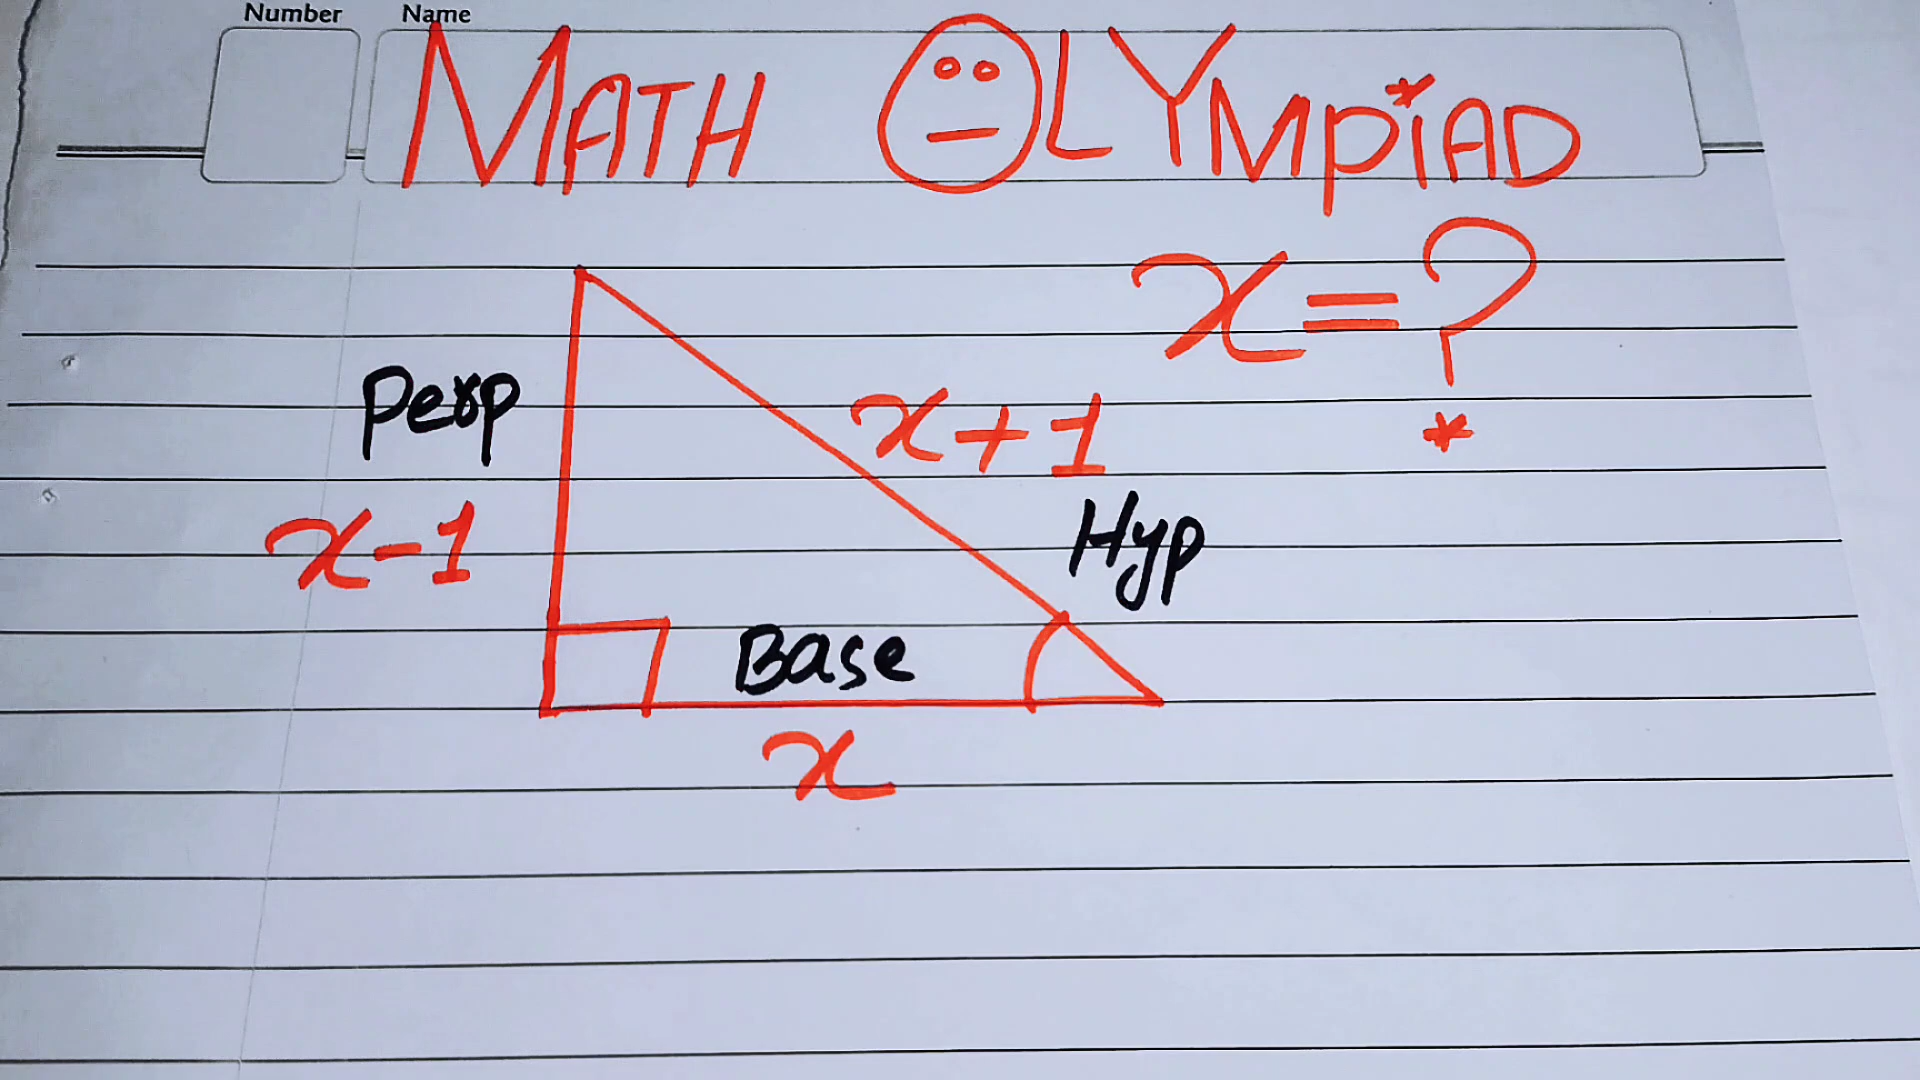 Number Name
MATH OLYMPiAD
x=?
Perp
x+1
x-1
Hyp
Base
x